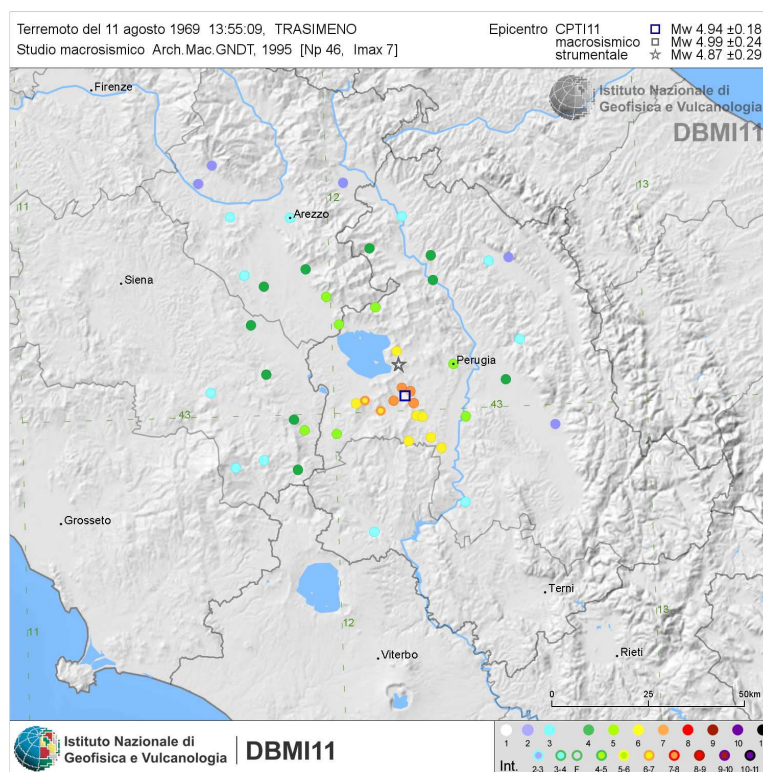 Terremoto del 11 agosto 1969 13:55:09, TRASIMENO
Studio macrosismico Arch.Mac.GNDT, 1995 [Np 46, Imax 7]
Epicentro CPTI11 Mw 4.94 ±0.18
macrosismico Mw 4.99 ±0.24
strumentale Mw 4.87 ±0.29
Istituto Nazionale di
Geofisica e Vulcanologia
DBMI11
Firenze
13
12
11
Arezzo
Siena
Perugia
43
43
Grosseto
Terni
13
11
12
Viterbo
Rieti
0 25 50km
Istituto Nazionale di
Geofisica e Vulcanologia
DBMI11
1 2 3 4 5 6 7 8 9 10 1
Int. 2-3 3-4 F 4-5 5-6 6-7 7-8 8-9 9-10 10-11